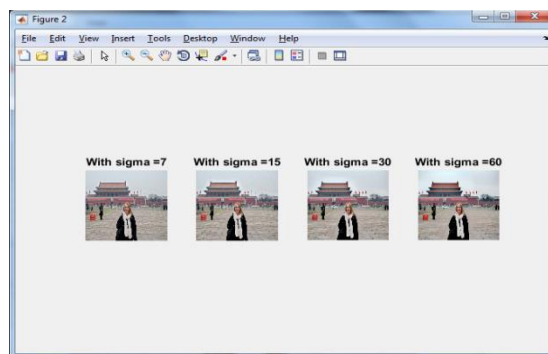 Figure 2
File Edit View Insert Tools Desktop Window Help
With sigma =7 With sigma =15 With sigma =30 With sigma =60